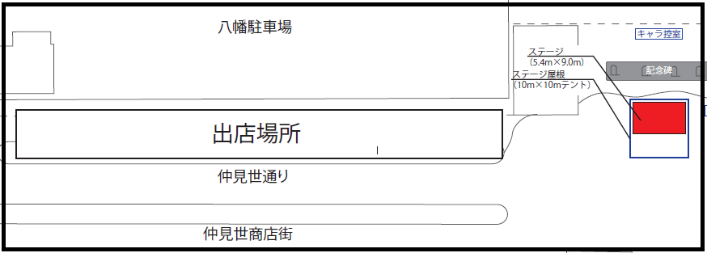 八幡駐車場
キャラ控室
ステージ
（5.4m×9.0m）
記念碑
ステージ屋根
（10m×10mテント）
出店場所
仲見世通り
仲見世商店街